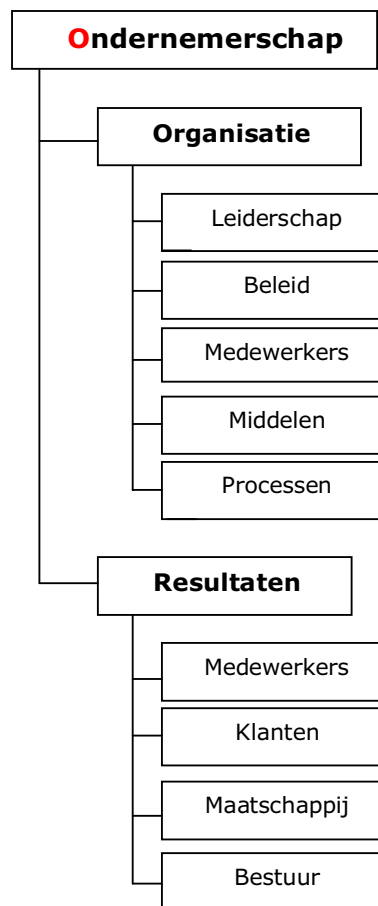 Ondernemerschap
Organisatie
Leiderschap
Beleid
Medewerkers
Middelen
Processen
Resultaten
Medewerkers
Klanten
Maatschappij
Bestuur